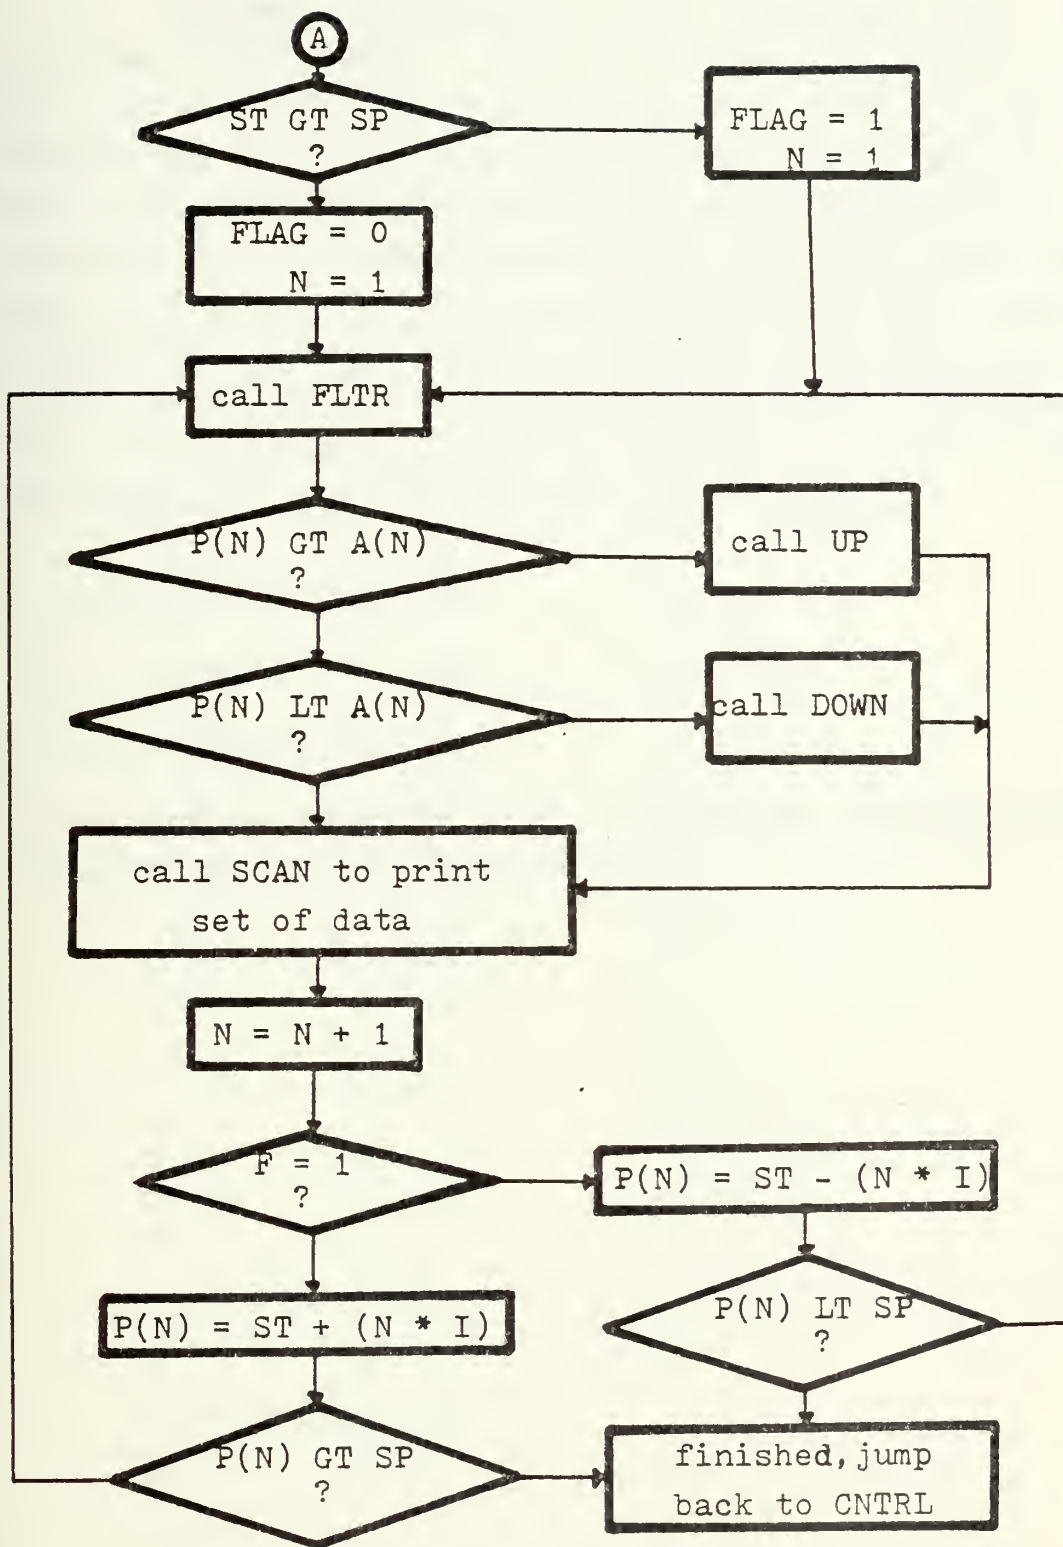 A
ST GT SP
?
FLAG = 1
N = 1
FLAG = 0
N = 1
call FLTR
P(N) GT A(N)
?
call UP
P(N) LT A(N)
?
call DOWN
call SCAN to print
set of data
N = N + 1
F = 1
?
P(N) = ST - (N * I)
P(N) = ST + (N * I)
P(N) LT SP
?
P(N) GT SP
?
finished, jump
back to CNTRL